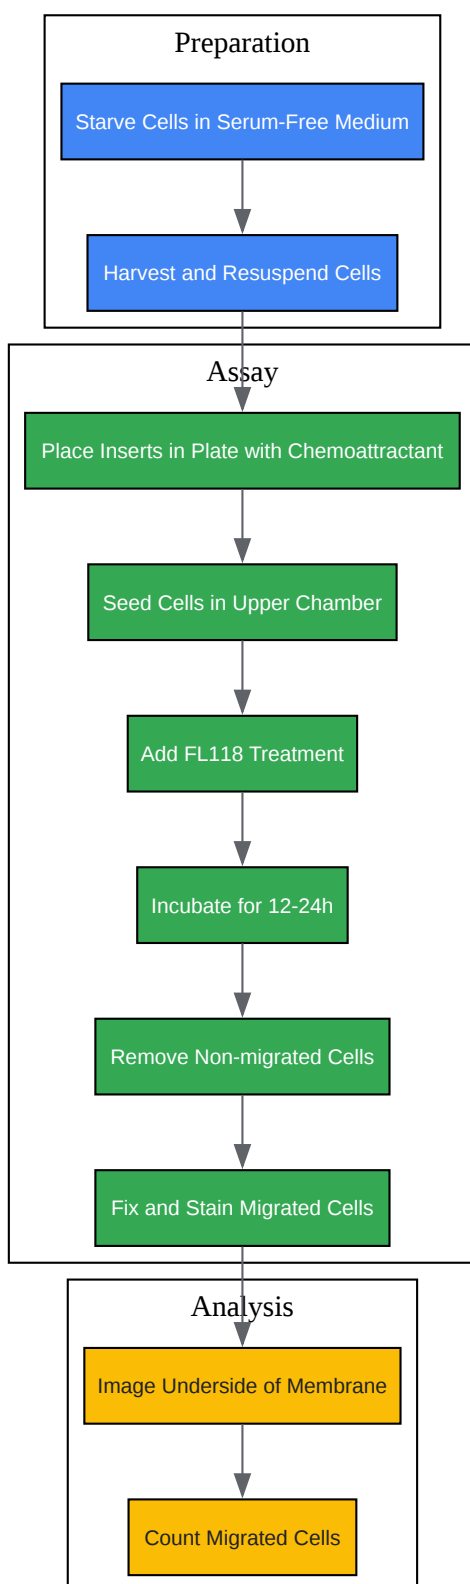 Preparation
Starve Cells in Serum-Free Medium
Harvest and Resuspend Cells
Assay
Place Inserts in Plate with Chemoattractant
Seed Cells in Upper Chamber
Add FL118 Treatment
Incubate for 12-24h
Remove Non-migrated Cells
Fix and Stain Migrated Cells
Analysis
Image Underside of Membrane
Count Migrated Cells